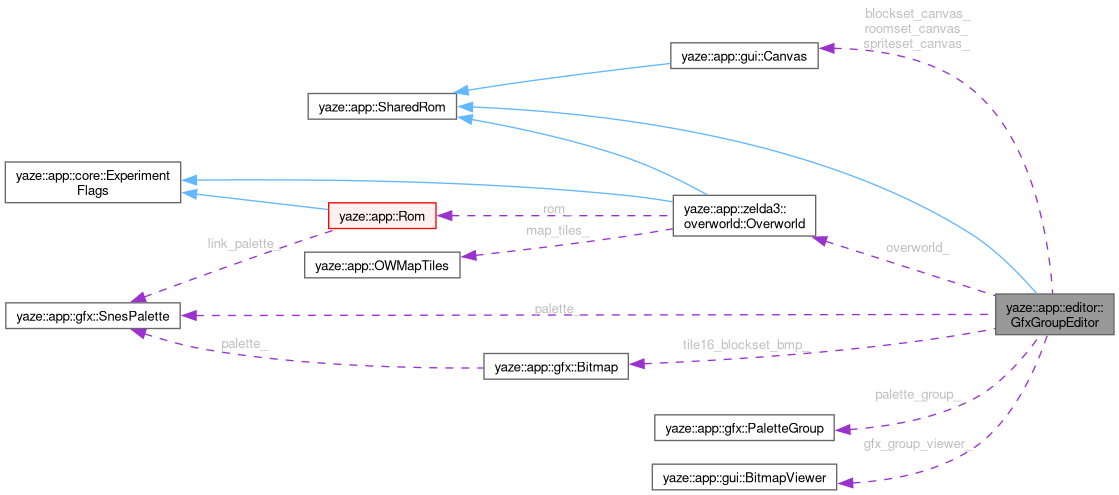 blockset_canvas_
roomset_canvas_
spriteset_canvas_
yaze::app::gui::Canvas
yaze::app::SharedRom
yaze::app::core::Experiment
Flags
yaze::app::Rom
rom_
yaze::app::zelda3::
overworld::Overworld
map_tiles_
link_palette_
yaze::app::OWMapTiles
overworld_
yaze::app::gfx::SnesPalette
palette_
yaze::app::editor::
GfxGroupEditor
palette_
tile16_blockset_bmp_
yaze::app::gfx::Bitmap
palette_group_
yaze::app::gfx::PaletteGroup
gfx_group_viewer_
yaze::app::gui::BitmapViewer